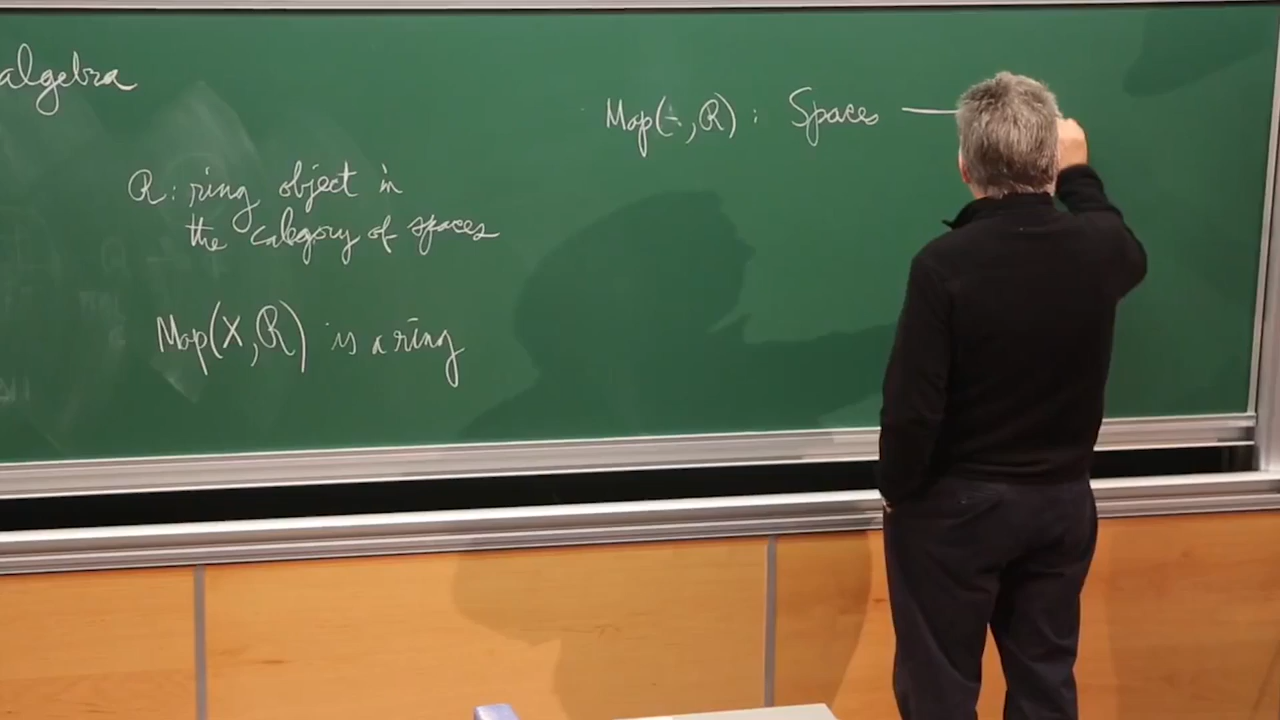 algebra
R: ring object in
the category of spaces
Map(X, R) is a ring
Map(-, R) : Spaces —